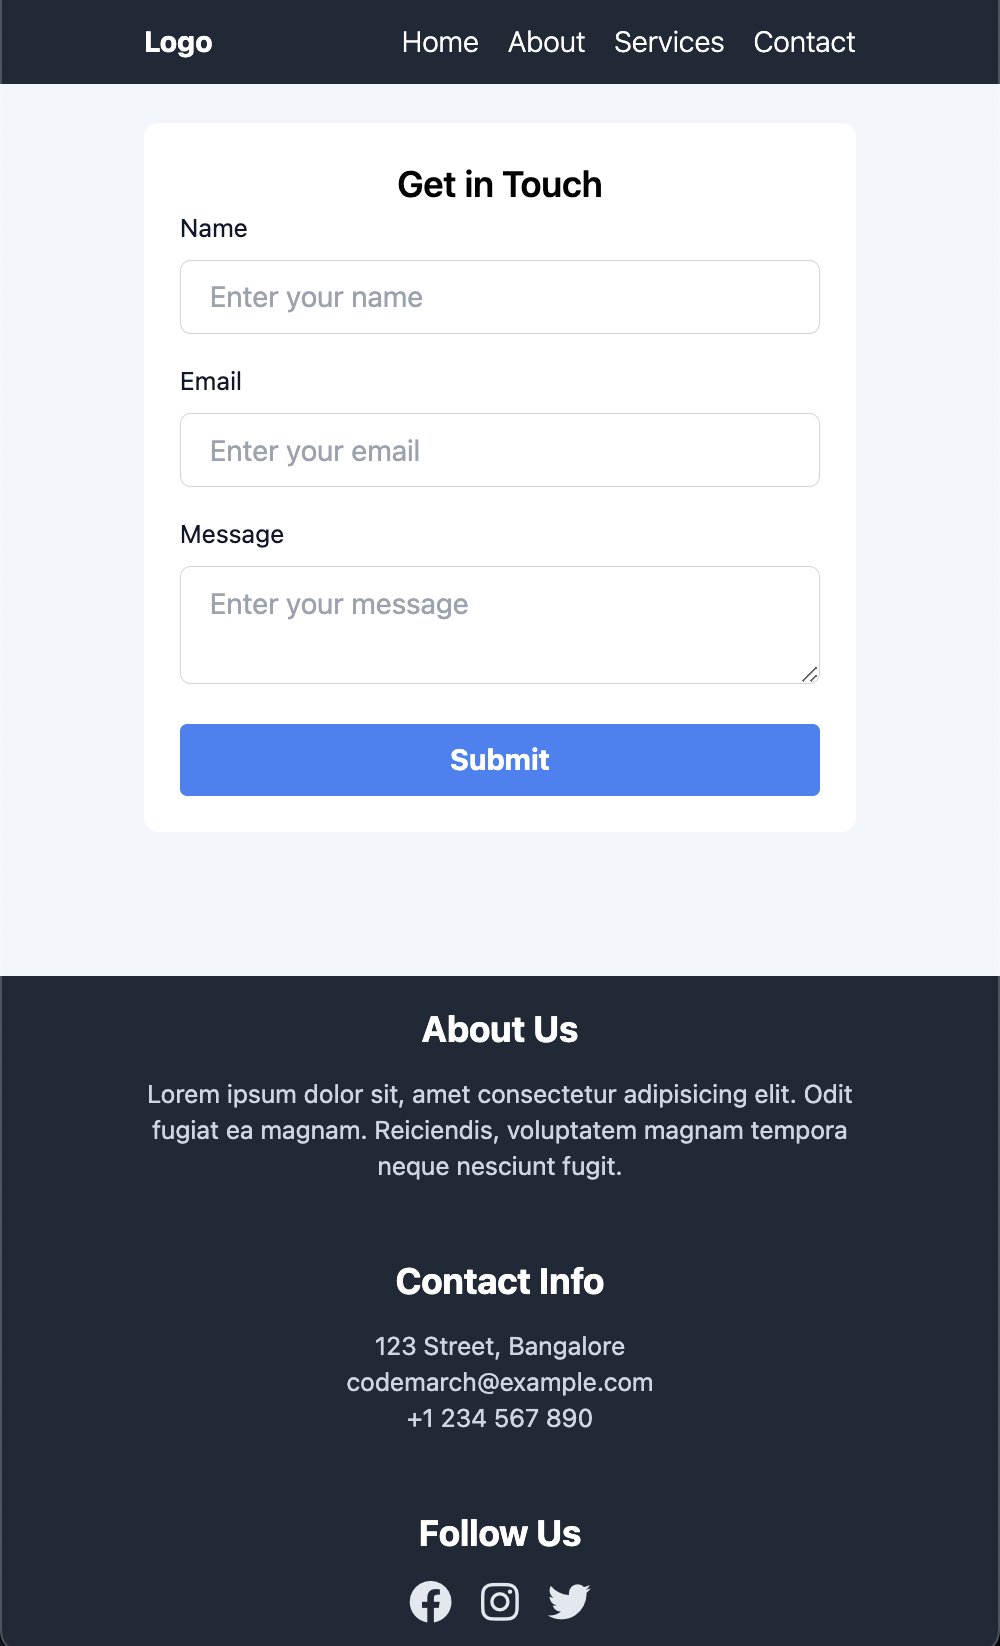 Logo Home About Services Contact
Get in Touch
Name
Enter your name
Email
Enter your email
Message
Enter your message
Submit
About Us
Lorem ipsum dolor sit, amet consectetur adipisicing elit. Odit
fugiat ea magnam. Reiciendis, voluptatem magnam tempora
neque nesciunt fugit.
Contact Info
123 Street, Bangalore
codemarch@example.com
+1 234 567 890
Follow Us